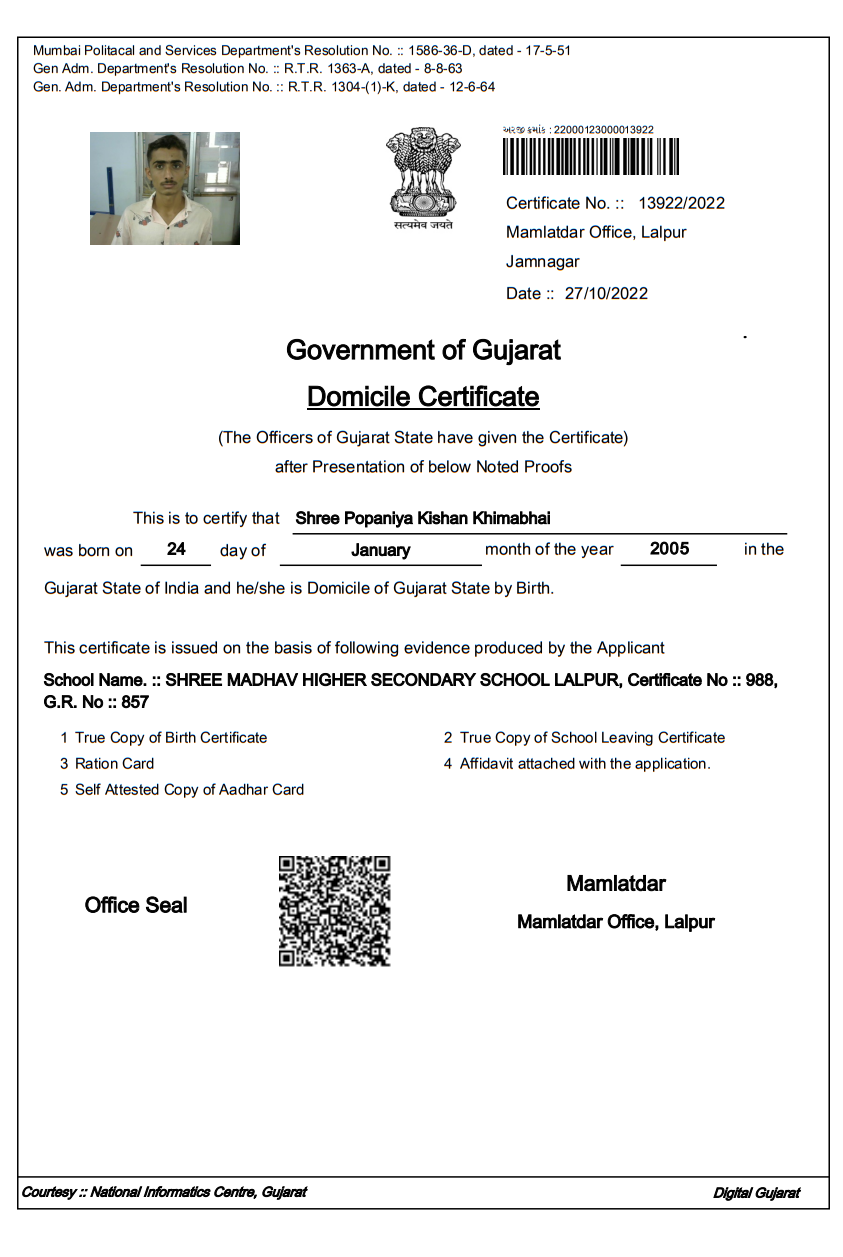 Mumbai Politacal and Services Department's Resolution No. :: 1586-36-D, dated - 17-5-51
Gen Adm. Department's Resolution No. :: R.T.R. 1363-A, dated - 8-8-63
Gen. Adm. Department's Resolution No. :: R.T.R. 1304-(1)-K, dated - 12-6-64
અરજી ક્રમાંક : 22000123000013922
सत्यमेव जयते
Certificate No. :: 13922/2022
Mamlatdar Office, Lalpur
Jamnagar
Date :: 27/10/2022
Government of Gujarat
Domicile Certificate
(The Officers of Gujarat State have given the Certificate)
after Presentation of below Noted Proofs
This is to certify that Shree Popaniya Kishan Khimabhai
was born on 24 day of January month of the year 2005 in the
Gujarat State of India and he/she is Domicile of Gujarat State by Birth.
This certificate is issued on the basis of following evidence produced by the Applicant
School Name. :: SHREE MADHAV HIGHER SECONDARY SCHOOL LALPUR, Certificate No :: 988,
G.R. No :: 857
1 True Copy of Birth Certificate 2 True Copy of School Leaving Certificate
3 Ration Card 4 Affidavit attached with the application.
5 Self Attested Copy of Aadhar Card
Office Seal
Mamlatdar
Mamlatdar Office, Lalpur
Courtesy :: National Informatics Centre, Gujarat Digital Gujarat